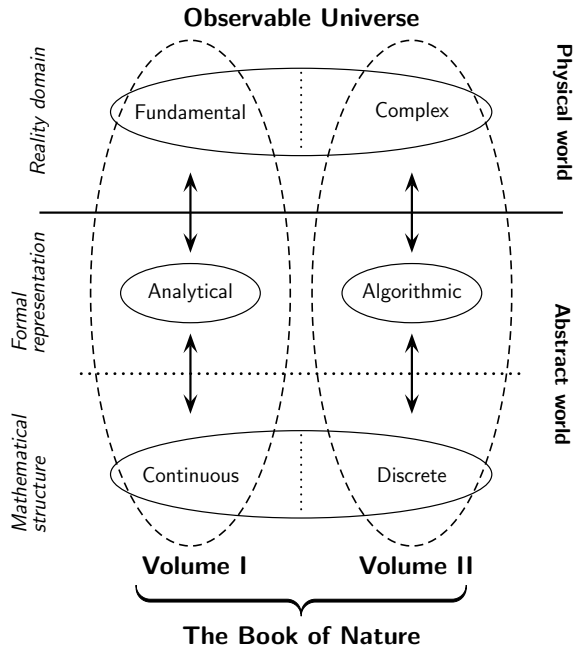 Observable Universe
Reality domain
Physical world
Fundamental
Complex
Formal
representation
Analytical
Algorithmic
Abstract world
Mathematical
structure
Continuous
Discrete
Volume I
Volume II
The Book of Nature